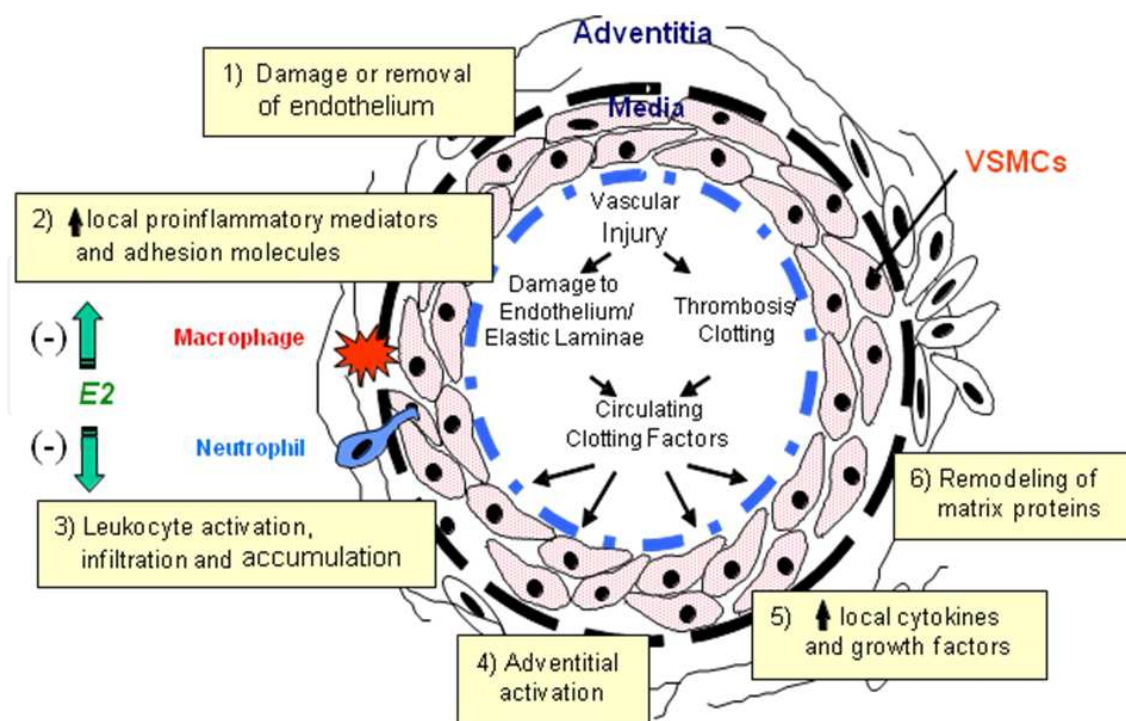 Adventitia
1) Damage or removal
of endothelium
Media
VSMCs
2) local proinflammatory mediators
and adhesion molecules
Vascular
Injury
Damage to
Endothelium/
Elastic Laminae
Thrombosis/
Clotting
(-)
Macrophage
E2
Circulating
Clotting Factors
(-)
Neutrophil
3) Leukocyte activation,
infiltration and accumulation
6) Remodeling of
matrix proteins
5) local cytokines
and growth factors
4) Adventitial
activation